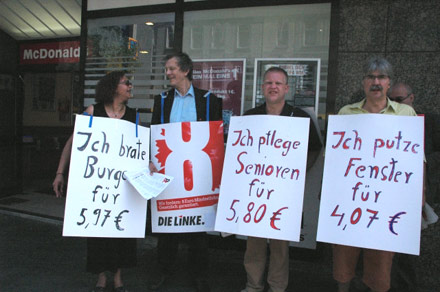 McDonald
Ich brate
Burg
für
5,97 €
8
DIE LINKE.
Ich pflege
Senioren
für
5,80 €
Ich putze
Fenster
für
4,07 €